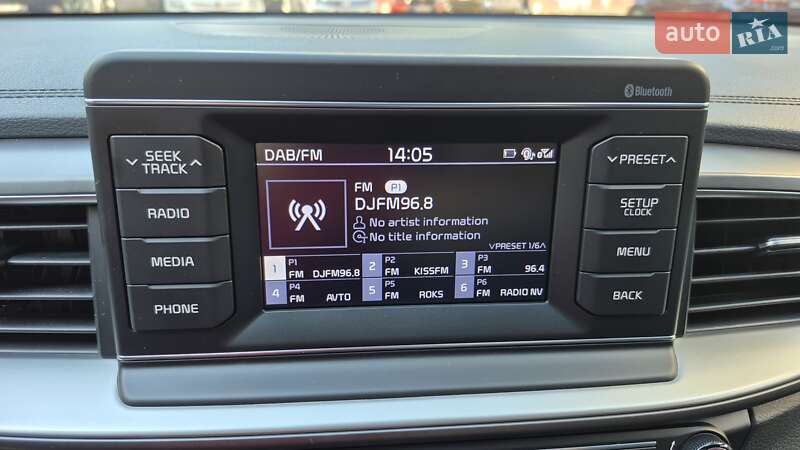 auto RIA
.com
Bluetooth
SEEK
TRACK
RADIO
MEDIA
PHONE
DAB/FM 14:05
FM P1
DJFM96.8
No artist information
No title information
PRESET 1/6
1 P1 FM DJFM96.8
2 P2 FM KISSFM
3 P3 FM 96.4
4 P4 FM AVTO
5 P5 FM ROKS
6 P6 FM RADIO NV
PRESET
SETUP
CLOCK
MENU
BACK